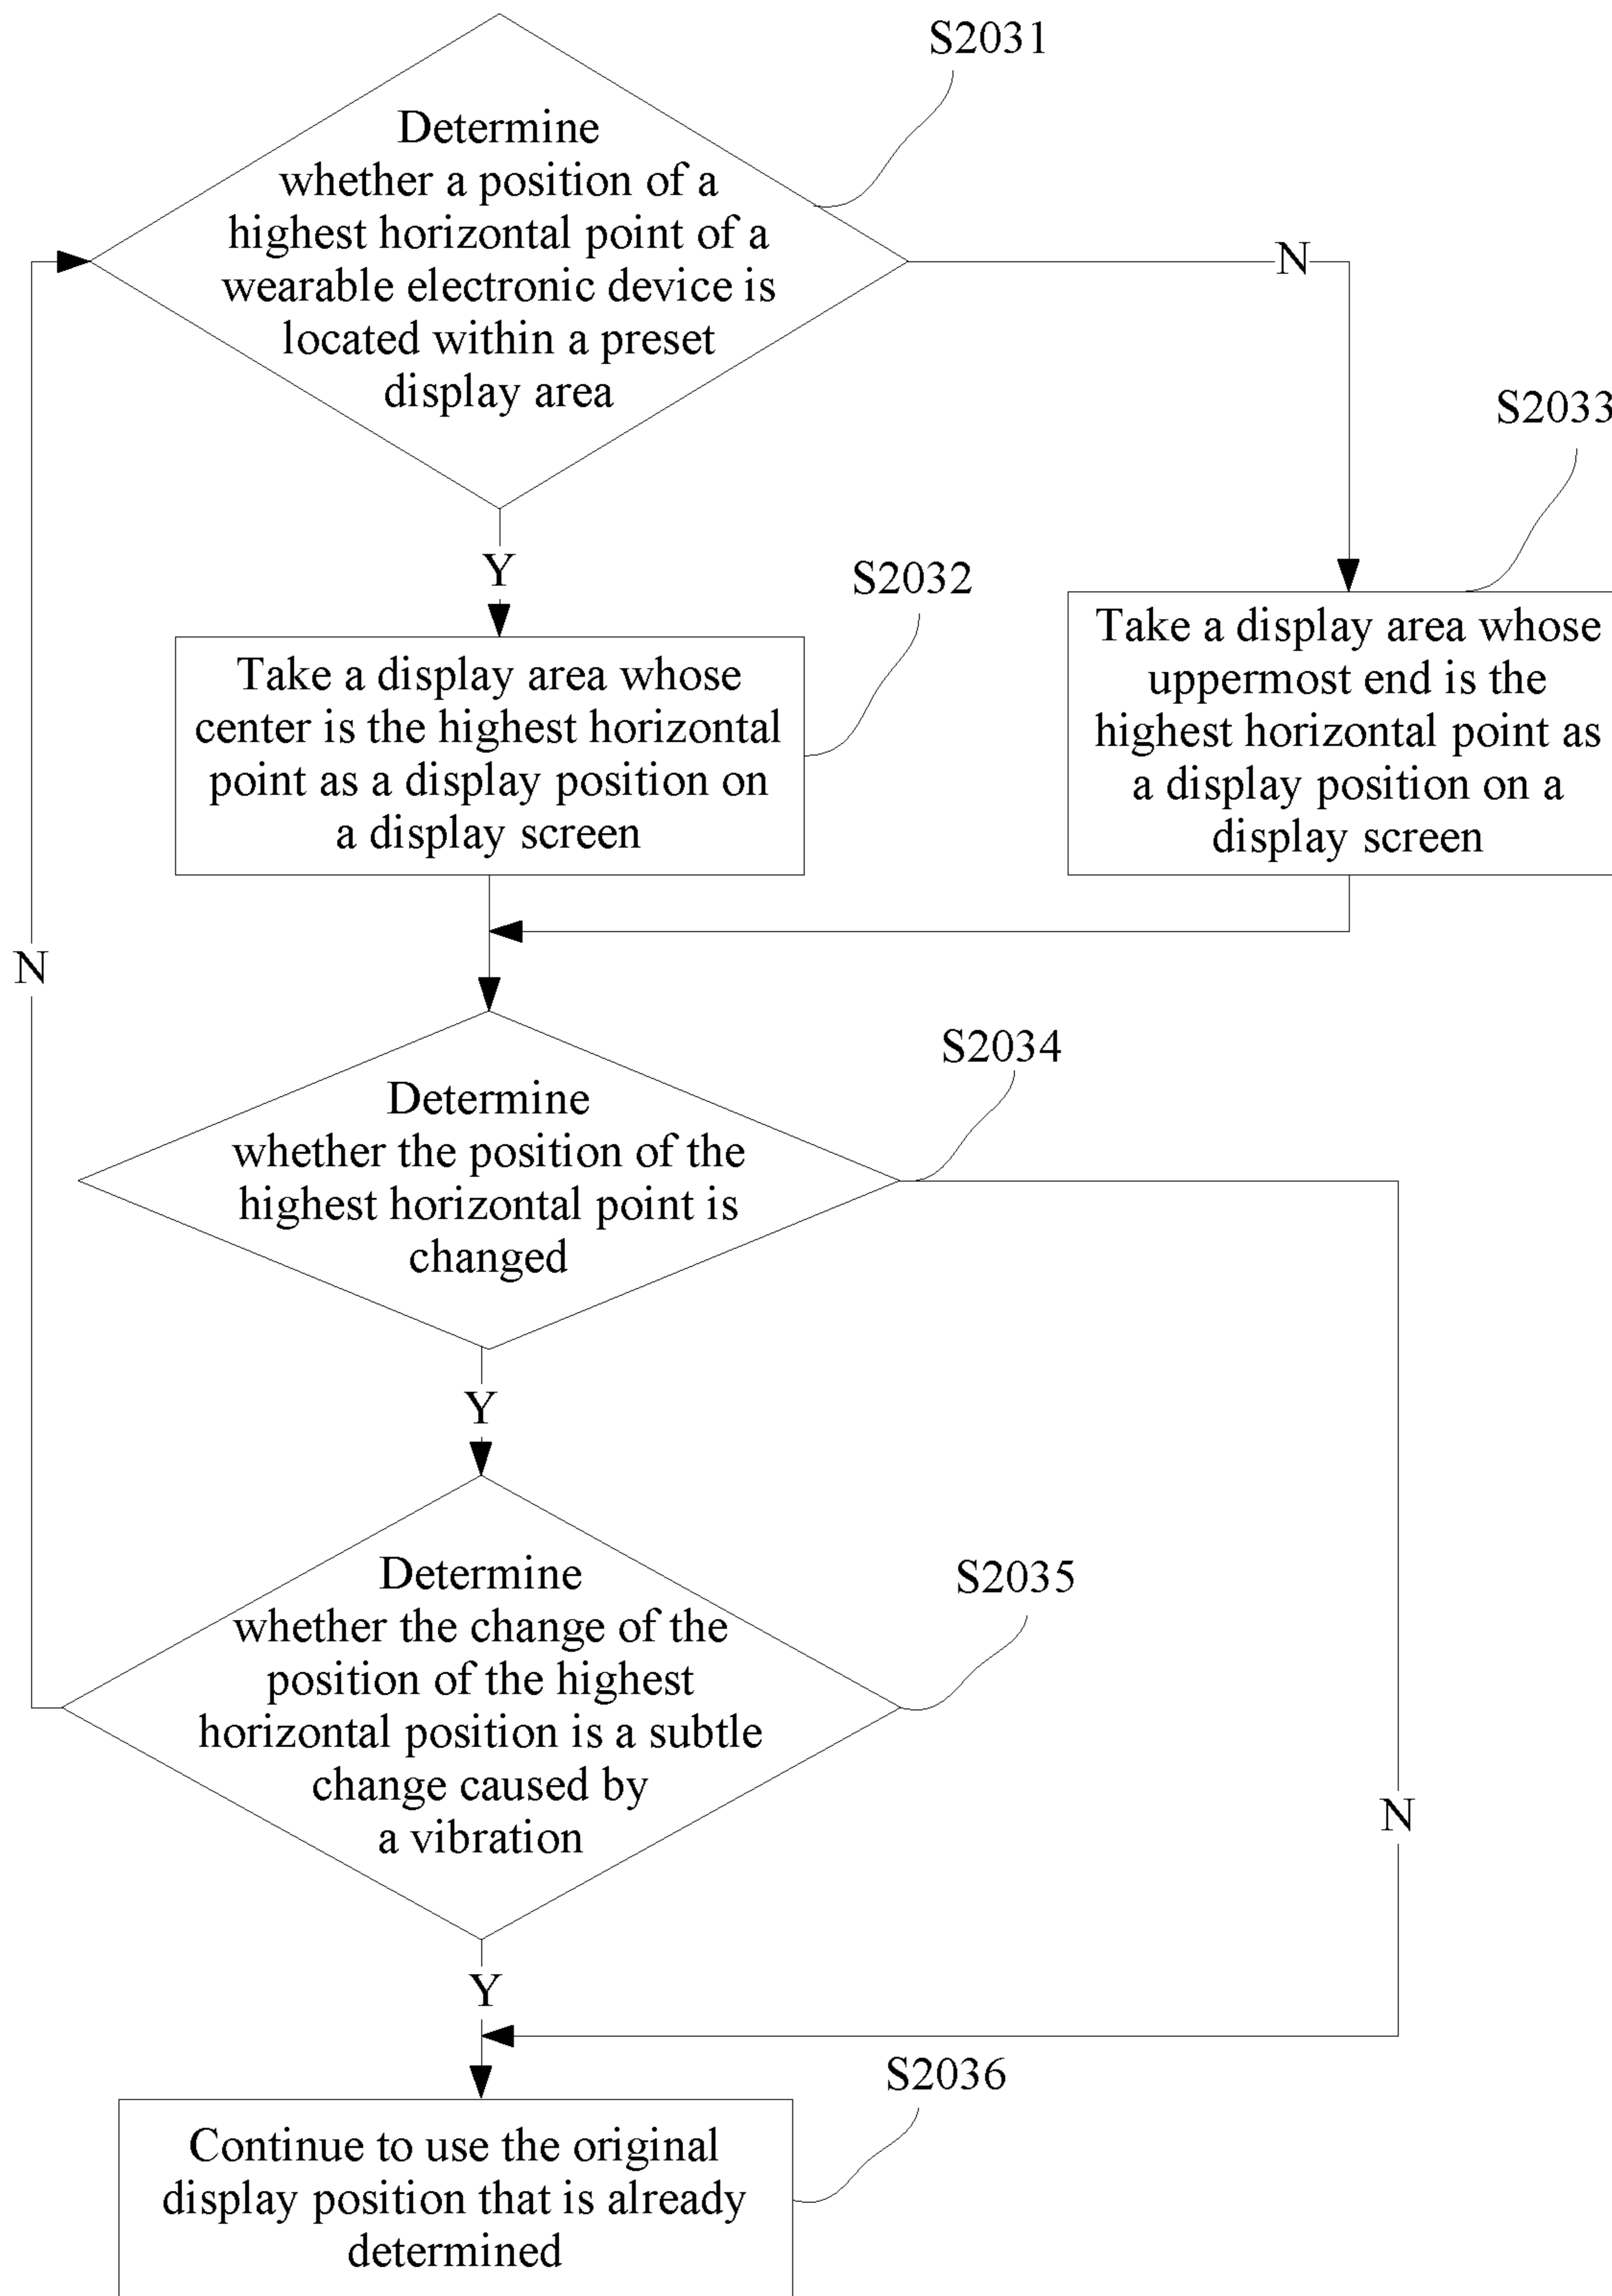 S2031
Determine
whether a position of a
highest horizontal point of a
wearable electronic device is
located within a preset
display area
N
S2033
Y
S2032
Take a display area whose
center is the highest horizontal
point as a display position on
a display screen
Take a display area whose
uppermost end is the
highest horizontal point as
a display position on a
display screen
N
S2034
Determine
whether the position of the
highest horizontal point is
changed
Y
S2035
Determine
whether the change of the
position of the highest
horizontal position is a subtle
change caused by
a vibration
N
Y
S2036
Continue to use the original
display position that is already
determined